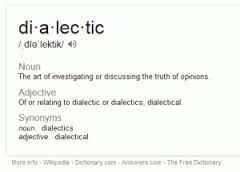 di·a·lec·tic
/ˌdīəˈlektik/
Noun
The art of investigating or discussing the truth of opinions.
Adjective
Of or relating to dialectic or dialectics; dialectical.
Synonyms
noun. dialectics
adjective. dialectical
More info - Wikipedia - Dictionary.com - Answers.com - The Free Dictionary